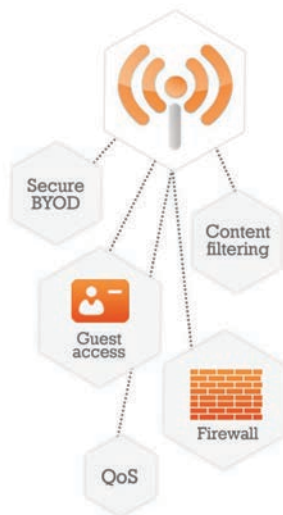 Secure
BYOD
Content
filtering
Guest
access
Firewall
QoS